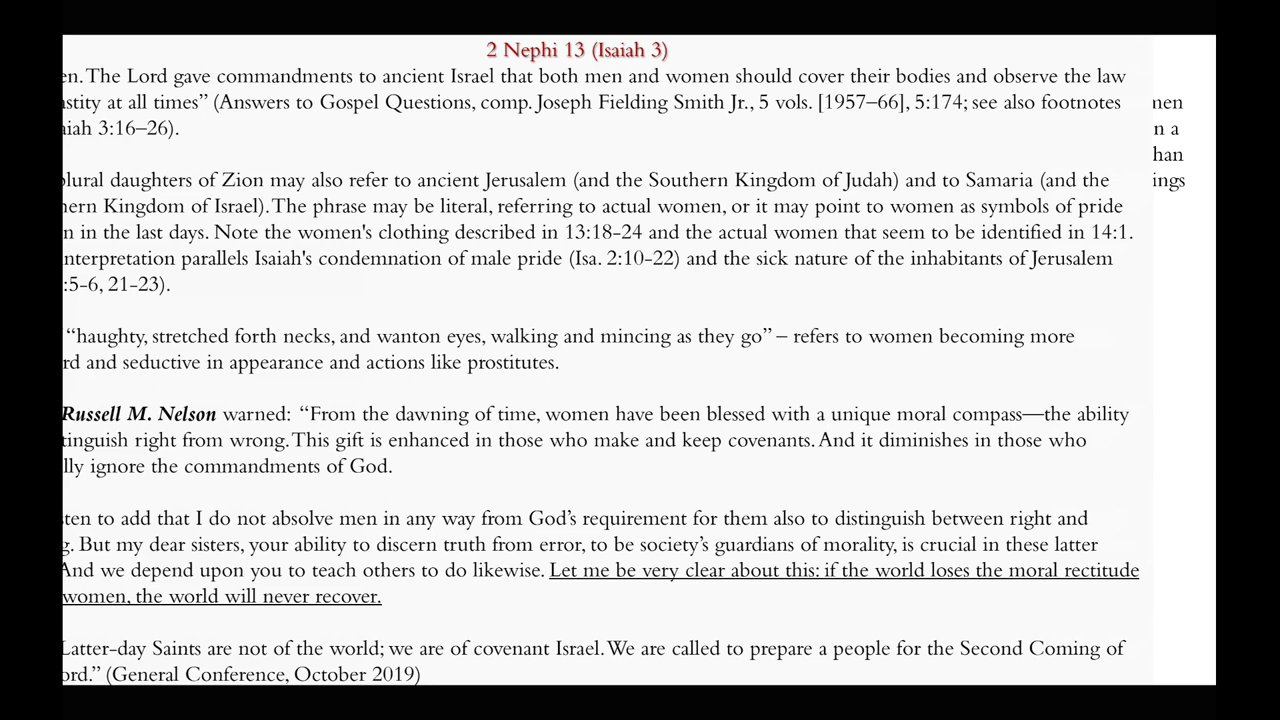 2 Nephi 13 (Isaiah 3)
en. The Lord gave commandments to ancient Israel that both men and women should cover their bodies and observe the law
astity at all times” (Answers to Gospel Questions, comp. Joseph Fielding Smith Jr., 5 vols. [1957–66], 5:174; see also footnotes
aiah 3:16–26).
plural daughters of Zion may also refer to ancient Jerusalem (and the Southern Kingdom of Judah) and to Samaria (and the
hern Kingdom of Israel). The phrase may be literal, referring to actual women, or it may point to women as symbols of pride
n in the last days. Note the women's clothing described in 13:18-24 and the actual women that seem to be identified in 14:1.
nterpretation parallels Isaiah's condemnation of male pride (Isa. 2:10-22) and the sick nature of the inhabitants of Jerusalem
:5-6, 21-23).
“haughty, stretched forth necks, and wanton eyes, walking and mincing as they go” – refers to women becoming more
rd and seductive in appearance and actions like prostitutes.
Russell M. Nelson warned: “From the dawning of time, women have been blessed with a unique moral compass—the ability
tinguish right from wrong. This gift is enhanced in those who make and keep covenants. And it diminishes in those who
lly ignore the commandments of God.
sten to add that I do not absolve men in any way from God’s requirement for them also to distinguish between right and
g. But my dear sisters, your ability to discern truth from error, to be society’s guardians of morality, is crucial in these latter
And we depend upon you to teach others to do likewise. Let me be very clear about this: if the world loses the moral rectitude
women, the world will never recover.
Latter-day Saints are not of the world; we are of covenant Israel. We are called to prepare a people for the Second Coming of
ord.” (General Conference, October 2019)
men
n a
han
ings